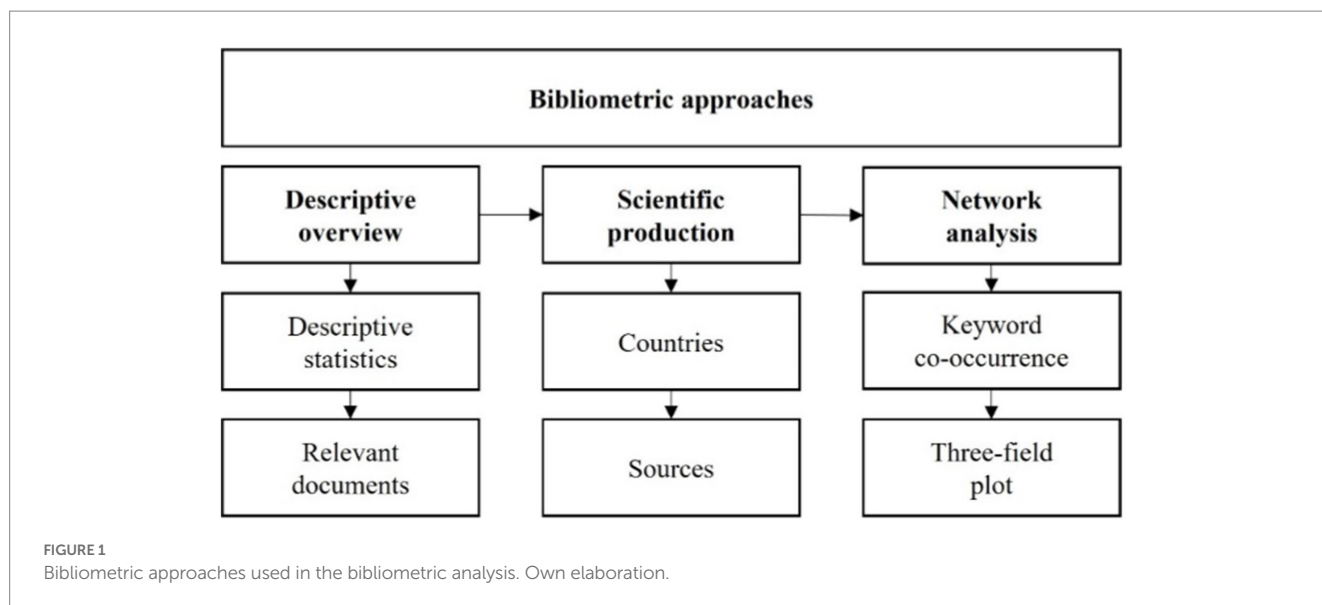 Bibliometric approaches
Descriptive
overview
Scientific
production
Network
analysis
Descriptive
statistics
Countries
Keyword
co-occurrence
Relevant
documents
Sources
Three-field
plot
FIGURE 1
Bibliometric approaches used in the bibliometric analysis. Own elaboration.